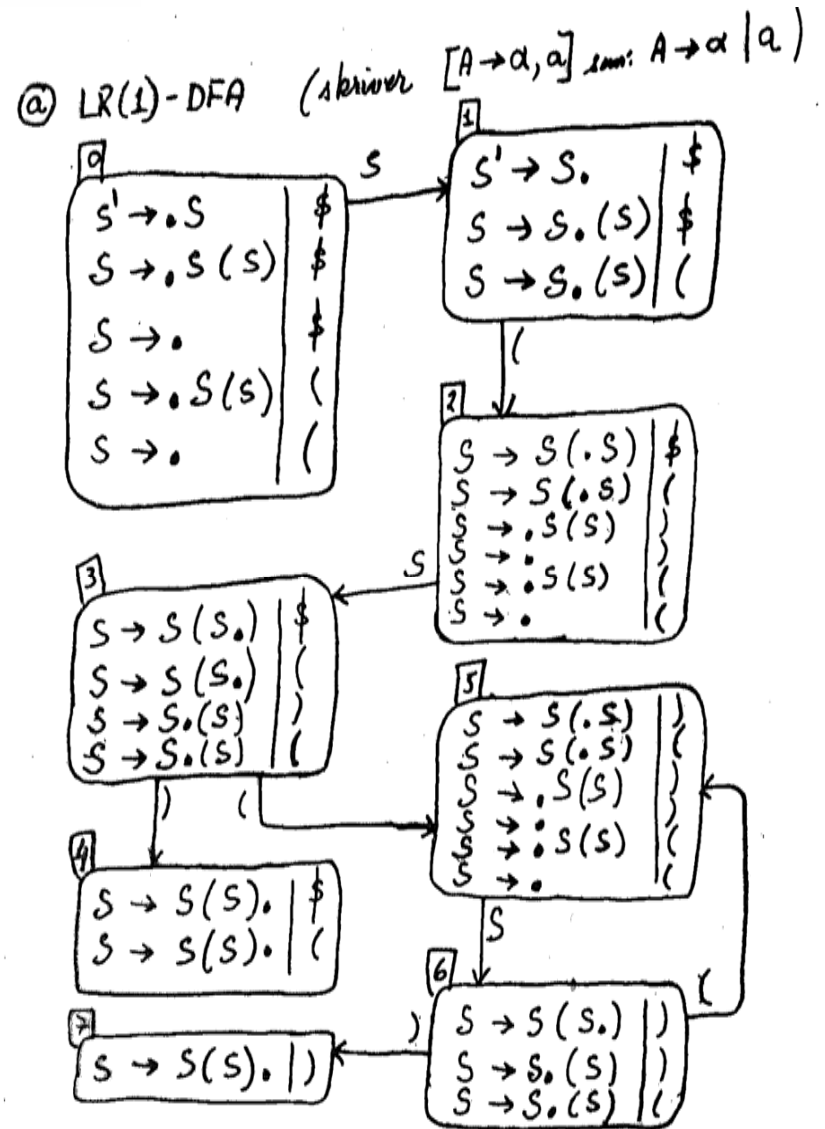 ⓐ LR(1)-DFA (skriver [A→α, a] som: A→α | a)
0
S' → .S | $
S → .S(S) | $
S → . | $
S → .S(S) | (
S → . | (
S
1
S' → S. | $
S → S.(S) | $
S → S.(S) | (
(
2
S → S(.S) | $
S → S(.S) | (
S → .S(S) | )
S → . | )
S → .S(S) | (
S → . | (
S
3
S → S(S.) | $
S → S(S.) | (
S → S.(S) | )
S → S.(S) | (
) (
4
S → S(S). | $
S → S(S). | (
5
S → S(.S) | )
S → S(.S) | (
S → .S(S) | )
S → . | )
S → .S(S) | (
S → . | (
S
6
S → S(S.) | )
S → S.(S) | )
S → S.(S) | (
(
)
7
S → S(S). | )